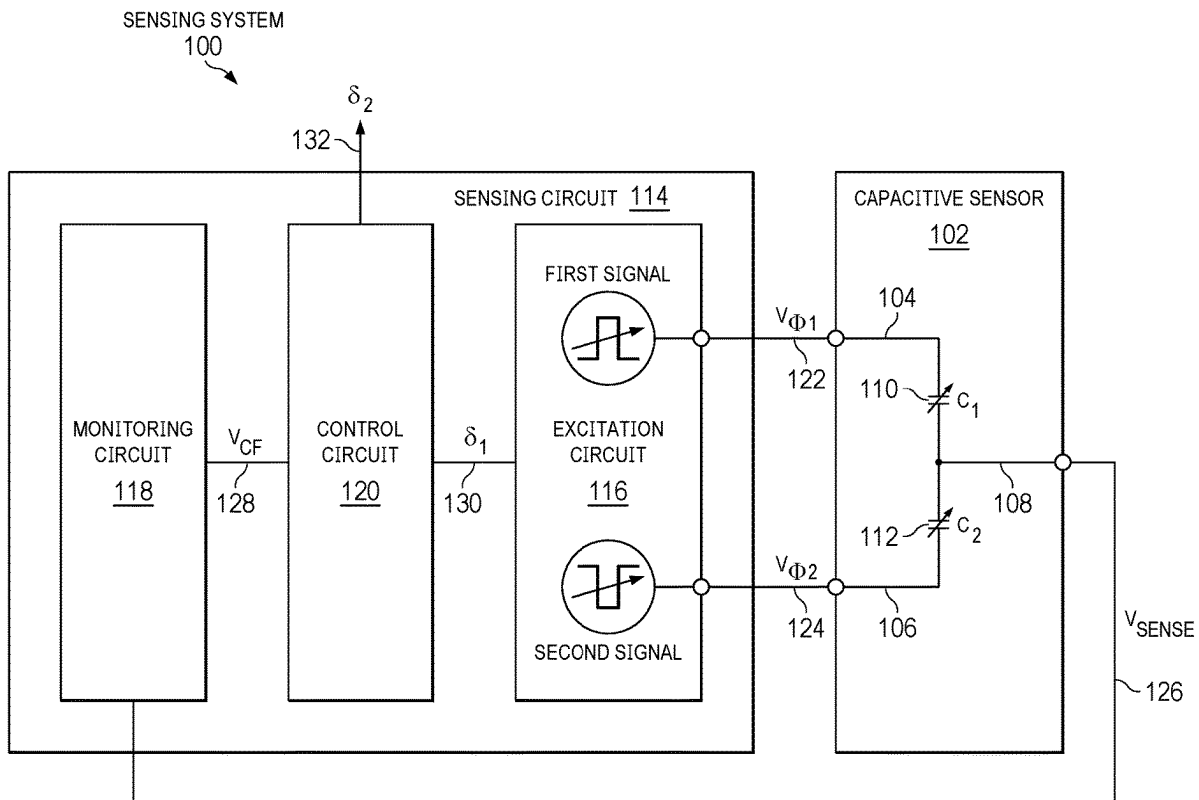 SENSING SYSTEM
100
δ2
132
SENSING CIRCUIT 114
CAPACITIVE SENSOR
102
FIRST SIGNAL
104
VΦ1
122
110
C1
MONITORING
CIRCUIT
118
VCF
128
CONTROL
CIRCUIT
120
δ1
130
EXCITATION
CIRCUIT
116
108
112
C2
VΦ2
124
106
SECOND SIGNAL
VSENSE
126